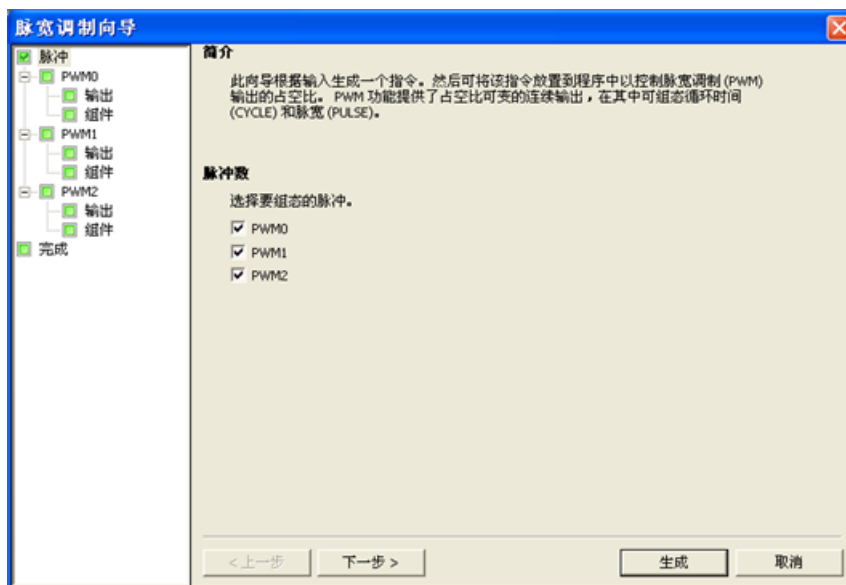 脉宽调制向导
脉冲
PWM0
输出
组件
PWM1
输出
组件
PWM2
输出
组件
完成
简介
此向导根据输入生成一个指令。然后可将该指令放置到程序中以控制脉宽调制(PWM)
输出的占空比。 PWM 功能提供了占空比可变的连续输出，在其中可组态循环时间
(CYCLE) 和脉宽 (PULSE)。
脉冲数
选择要组态的脉冲。
PWM0
PWM1
PWM2
<上一步
下一步>
生成
取消